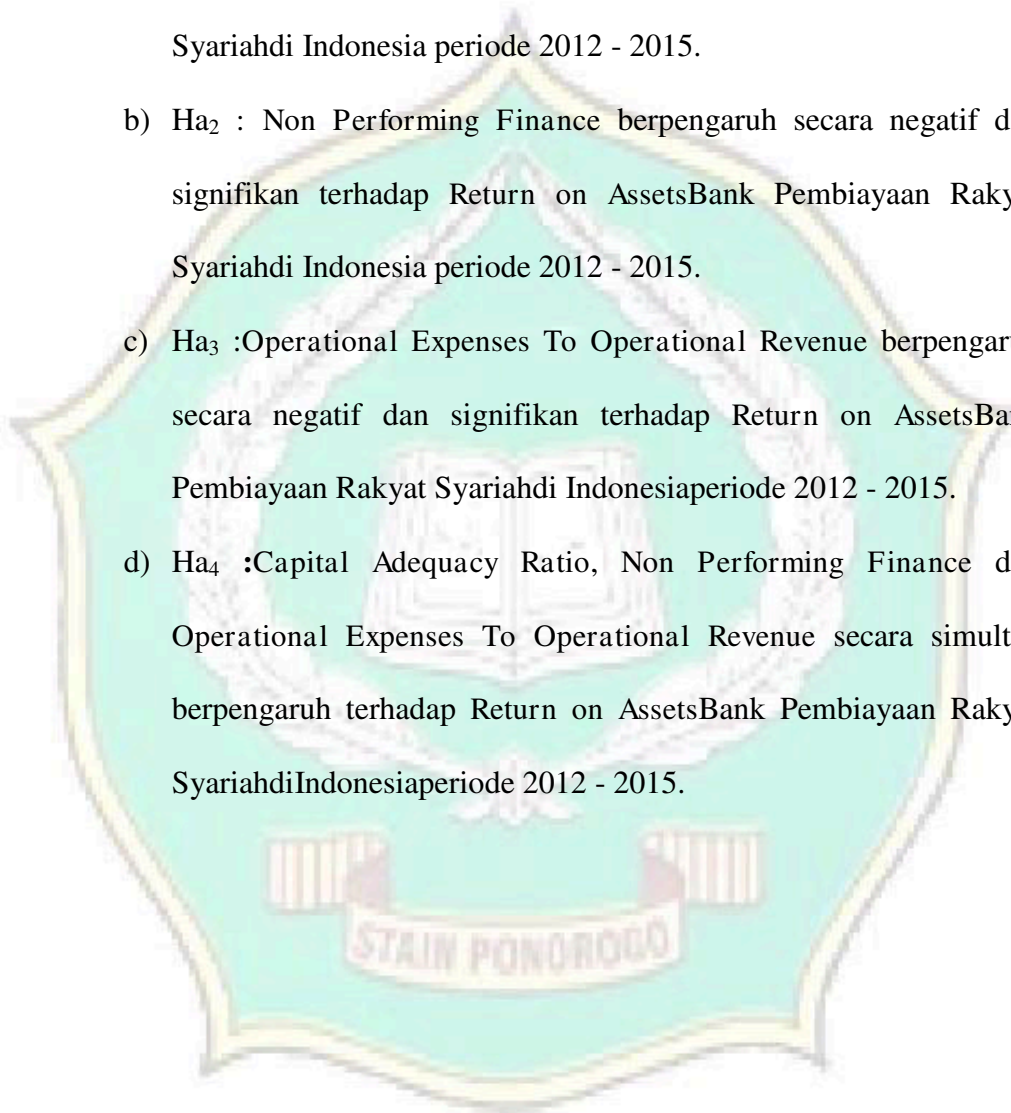 Syariahdi Indonesia periode 2012 - 2015.
b) Ha2 : Non Performing Finance berpengaruh secara negatif d
signifikan terhadap Return on AssetsBank Pembiayaan Raky
Syariahdi Indonesia periode 2012 - 2015.
c) Ha3 :Operational Expenses To Operational Revenue berpengaru
secara negatif dan signifikan terhadap Return on AssetsBan
Pembiayaan Rakyat Syariahdi Indonesiaperiode 2012 - 2015.
d) Ha4 :Capital Adequacy Ratio, Non Performing Finance d
Operational Expenses To Operational Revenue secara simult
berpengaruh terhadap Return on AssetsBank Pembiayaan Raky
SyariahdiIndonesiaperiode 2012 - 2015.
STAIN PONOROGO